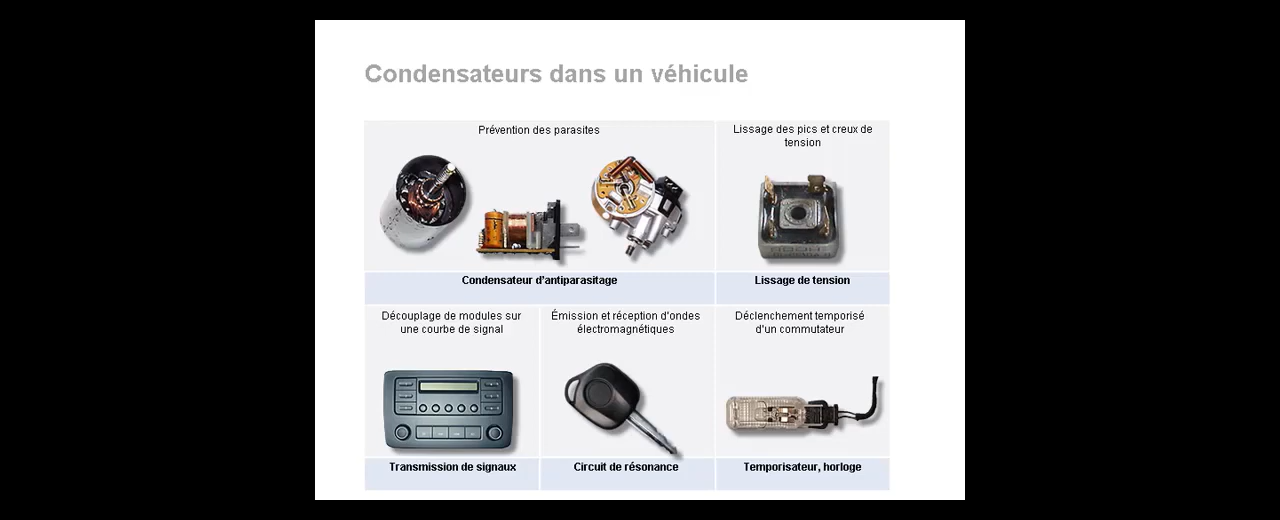 Condensateurs dans un véhicule
Prévention des parasites
Lissage des pics et creux de
tension
Condensateur d'antiparasitage
Lissage de tension
Découplage de modules sur
une courbe de signal
Émission et réception d'ondes
électromagnétiques
Déclenchement temporisé
d'un commutateur
Transmission de signaux
Circuit de résonance
Temporisateur, horloge